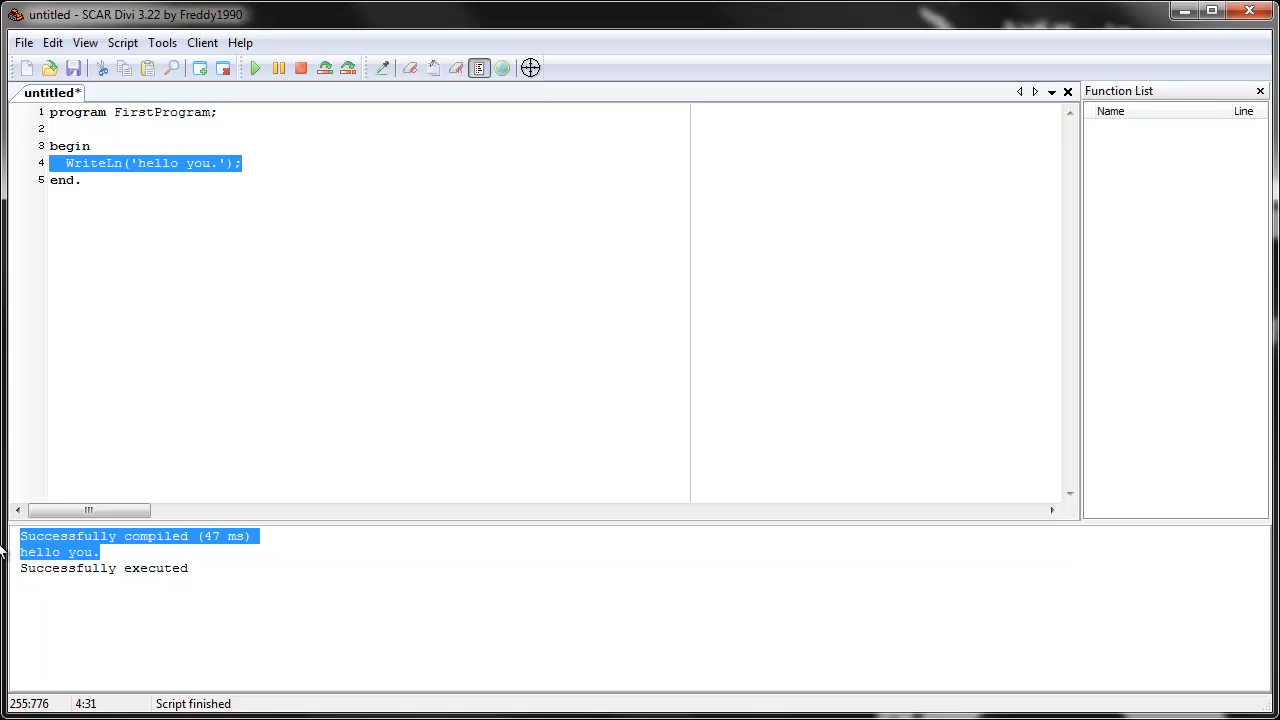 untitled - SCAR Divi 3.22 by Freddy1990
File Edit View Script Tools Client Help
untitled*
Function List
Name Line
1 program FirstProgram;
2
3 begin
4 WriteLn('hello you.');
5 end.
Successfully compiled (47 ms)
hello you.
Successfully executed
255:776 4:31 Script finished